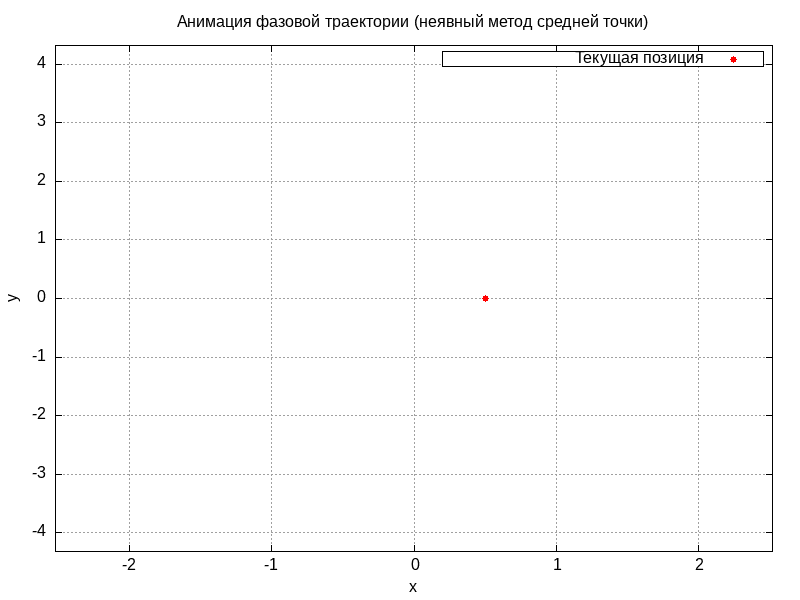 Анимация фазовой траектории (неявный метод средней точки)
Текущая позиция
4
3
2
1
0
-1
-2
-3
-4
y
-2 -1 0 1 2
x